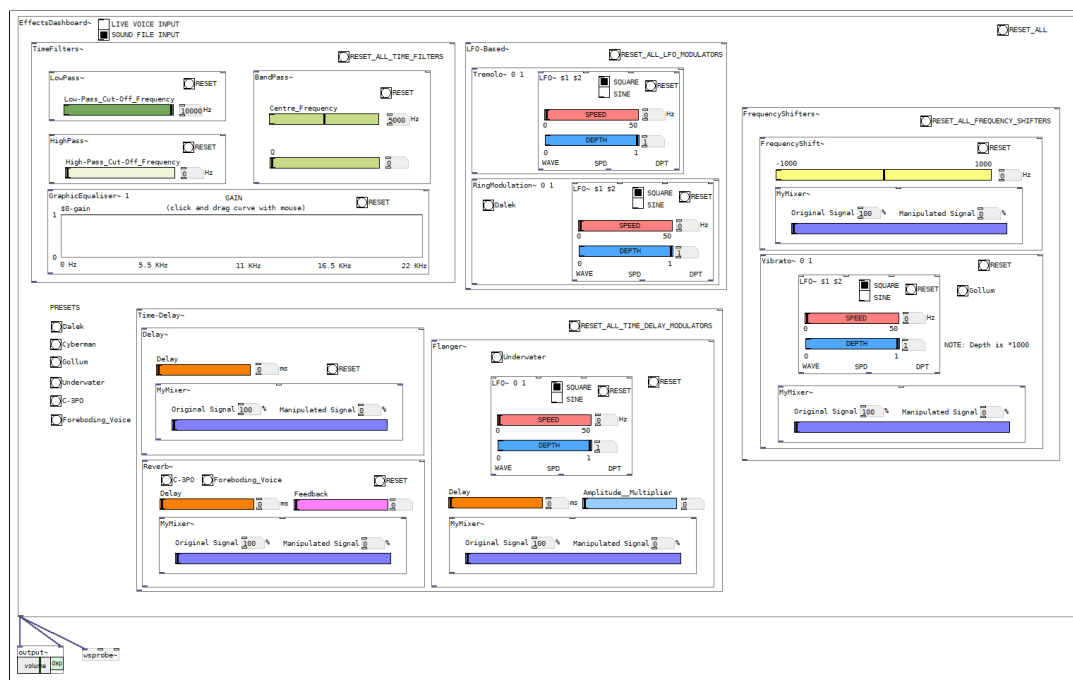 EffectsDashboard~
LIVE VOICE INPUT
SOUND FILE INPUT
RESET_ALL
TimeFilters~
RESET_ALL_TIME_FILTERS
LowPass~
RESET
Low-Pass_Cut-Off_Frequency
10000 Hz
HighPass~
RESET
High-Pass_Cut-Off_Frequency
0 Hz
BandPass~
RESET
Centre_Frequency
5000 Hz
Q
0
GraphicEqualiser~ 1
GAIN
(click and drag curve with mouse)
RESET
$0-gain
1
0
0 Hz 5.5 KHz 11 KHz 16.5 KHz 22 KHz
LFO-Based~
RESET_ALL_LFO_MODULATORS
Tremolo~ 0 1
LFO~ $1 $2
SQUARE
SINE
RESET
SPEED
0 Hz
0 50
DEPTH
1
0 1
WAVE SPD DPT
RingModulation~ 0 1
Dalek
LFO~ $1 $2
SQUARE
SINE
RESET
SPEED
0 Hz
0 50
DEPTH
1
0 1
WAVE SPD DPT
FrequencyShifters~
RESET_ALL_FREQUENCY_SHIFTERS
FrequencyShift~
RESET
-1000 1000
0 Hz
MyMixer~
Original Signal 100 % Manipulated Signal 0 %
Vibrato~ 0 1
RESET
LFO~ $1 $2
SQUARE
SINE
RESET
Gollum
SPEED
0 Hz
0 50
DEPTH
1
NOTE: Depth is *1000
0 1
WAVE SPD DPT
MyMixer~
Original Signal 100 % Manipulated Signal 0 %
PRESETS
Dalek
Cyberman
Gollum
Underwater
C-3PO
Foreboding_Voice
Time-Delay~
RESET_ALL_TIME_DELAY_MODULATORS
Delay~
Delay
0 ms
RESET
MyMixer~
Original Signal 100 % Manipulated Signal 0 %
Reverb~
C-3PO
Foreboding_Voice
RESET
Delay
0 ms
Feedback
0
MyMixer~
Original Signal 100 % Manipulated Signal 0 %
Flanger~
Underwater
LFO~ 0 1
SQUARE
SINE
RESET
RESET
SPEED
0 Hz
0 50
DEPTH
1
0 1
WAVE SPD DPT
Delay
0 ms
Amplitude__Multiplier
0
MyMixer~
Original Signal 100 % Manipulated Signal 0 %
output~
volume
dsp
wsprobe~